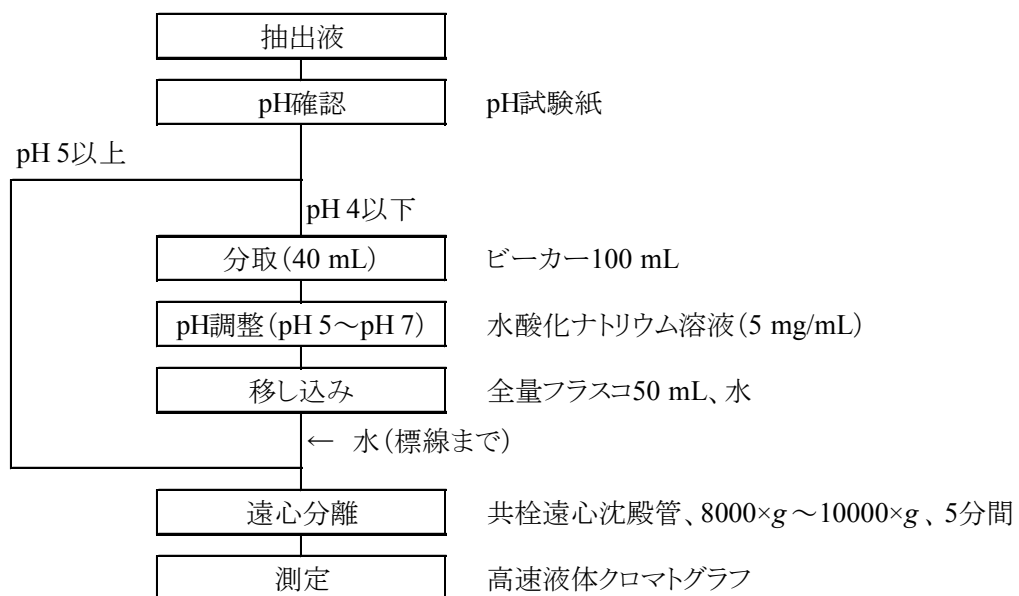 抽出液
pH確認 pH試験紙
pH 5以上
pH 4以下
分取(40 mL) ビーカー100 mL
pH調整(pH 5～pH 7) 水酸化ナトリウム溶液(5 mg/mL)
移し込み 全量フラスコ50 mL、水
← 水(標線まで)
遠心分離 共栓遠心沈殿管、8000×g～10000×g、5分間
測定 高速液体クロマトグラフ